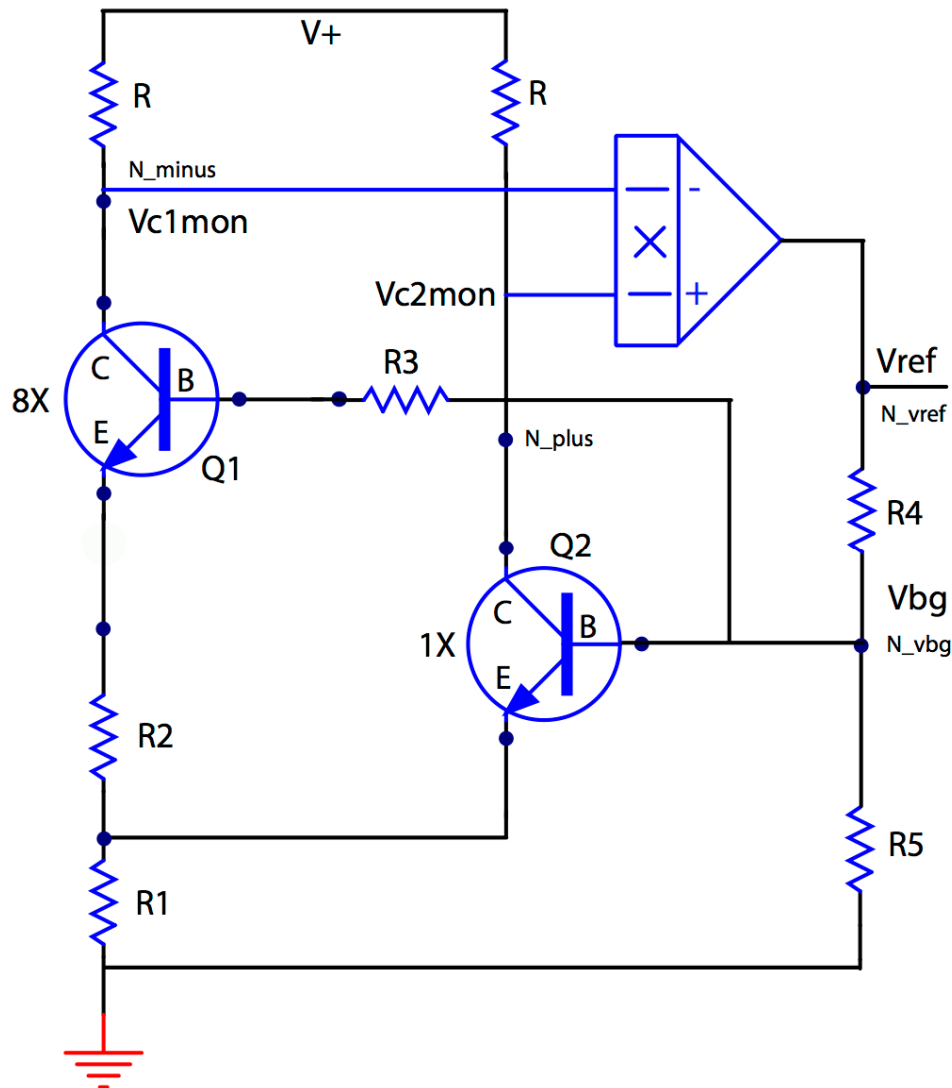 V+
R
R
N_minus
-
Vc1mon
Vc2mon
+
R3
Vref
C
B
8X
E
N_vref
N_plus
Q1
R4
Q2
Vbg
C
B
1X
N_vbg
E
R2
R5
R1